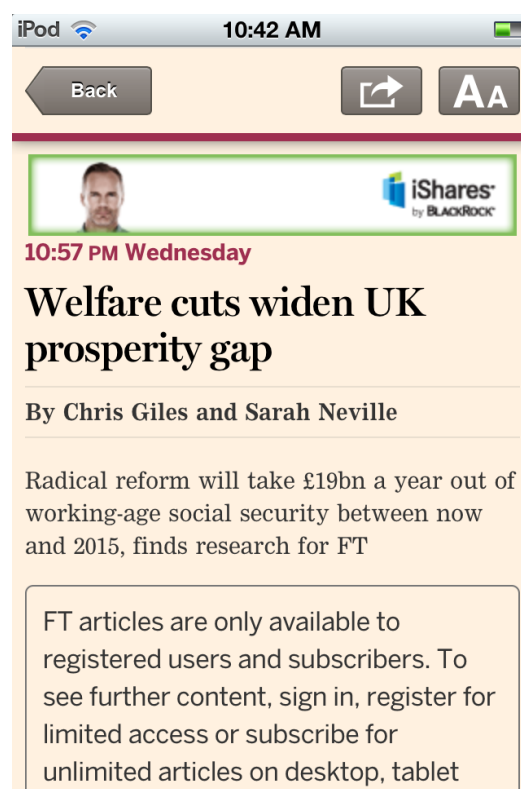 iPod 10:42 AM
Back AA
iShares
by BLACKROCK
10:57 PM Wednesday
Welfare cuts widen UK
prosperity gap
By Chris Giles and Sarah Neville
Radical reform will take £19bn a year out of
working-age social security between now
and 2015, finds research for FT
FT articles are only available to
registered users and subscribers. To
see further content, sign in, register for
limited access or subscribe for
unlimited articles on desktop, tablet